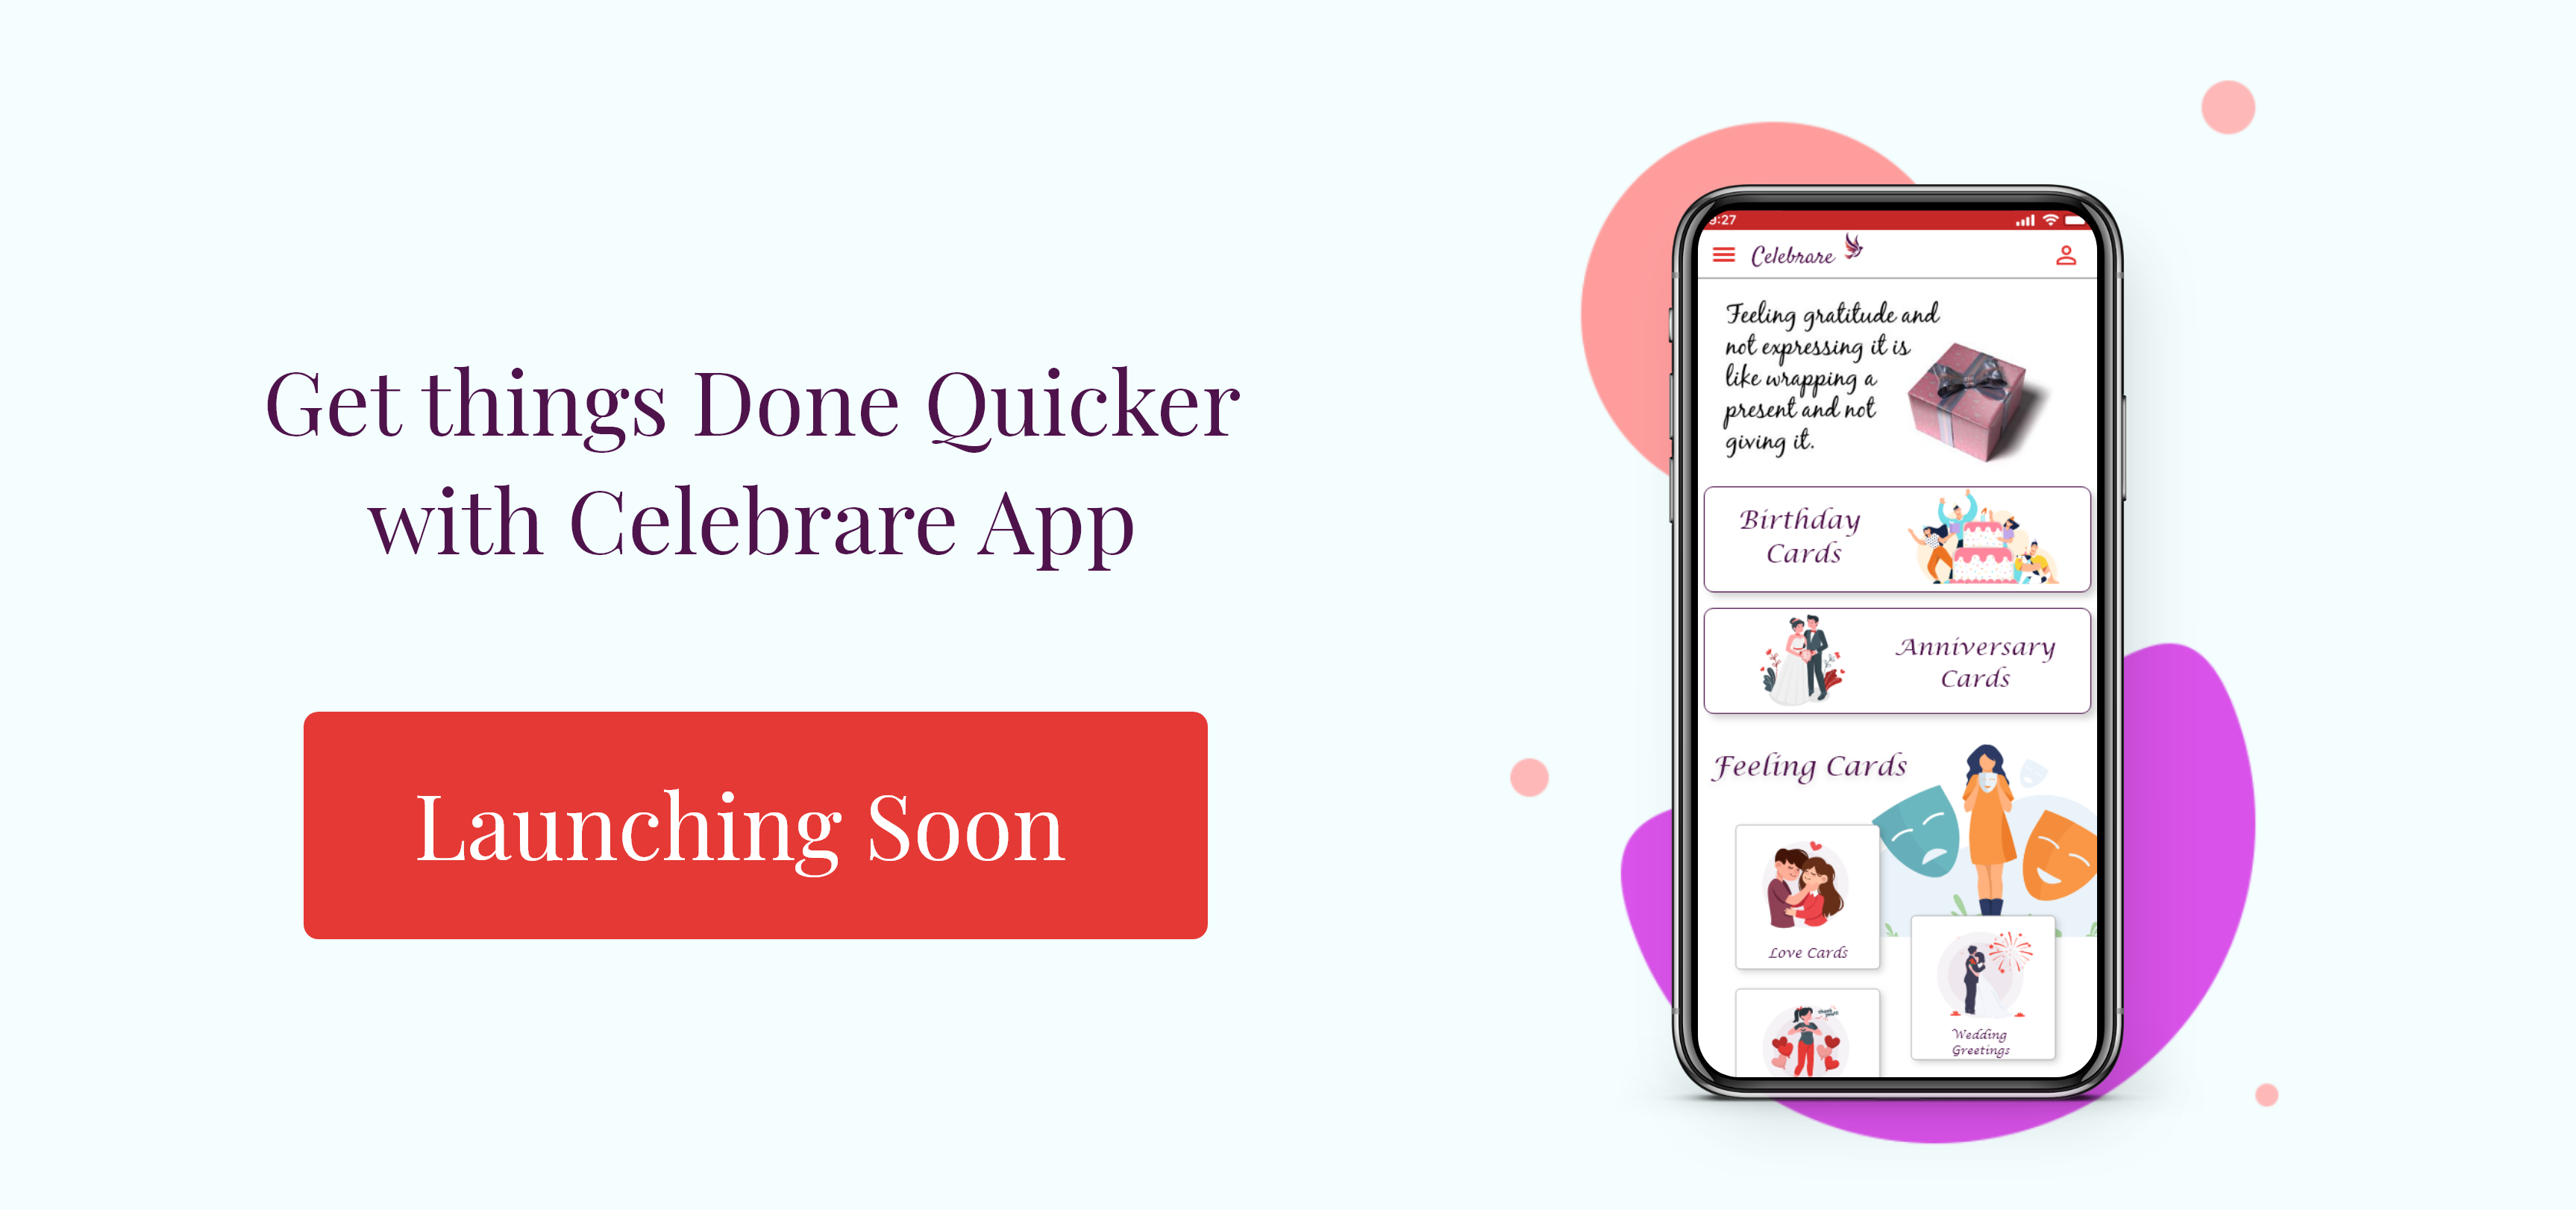 Get things Done Quicker
with Celebrare App
Launching Soon
9:27
Celebrare
Feeling gratitude and
not expressing it is
like wrapping a
present and not
giving it.
Birthday
Cards
Anniversary
Cards
Feeling Cards
Love Cards
Wedding
Greetings